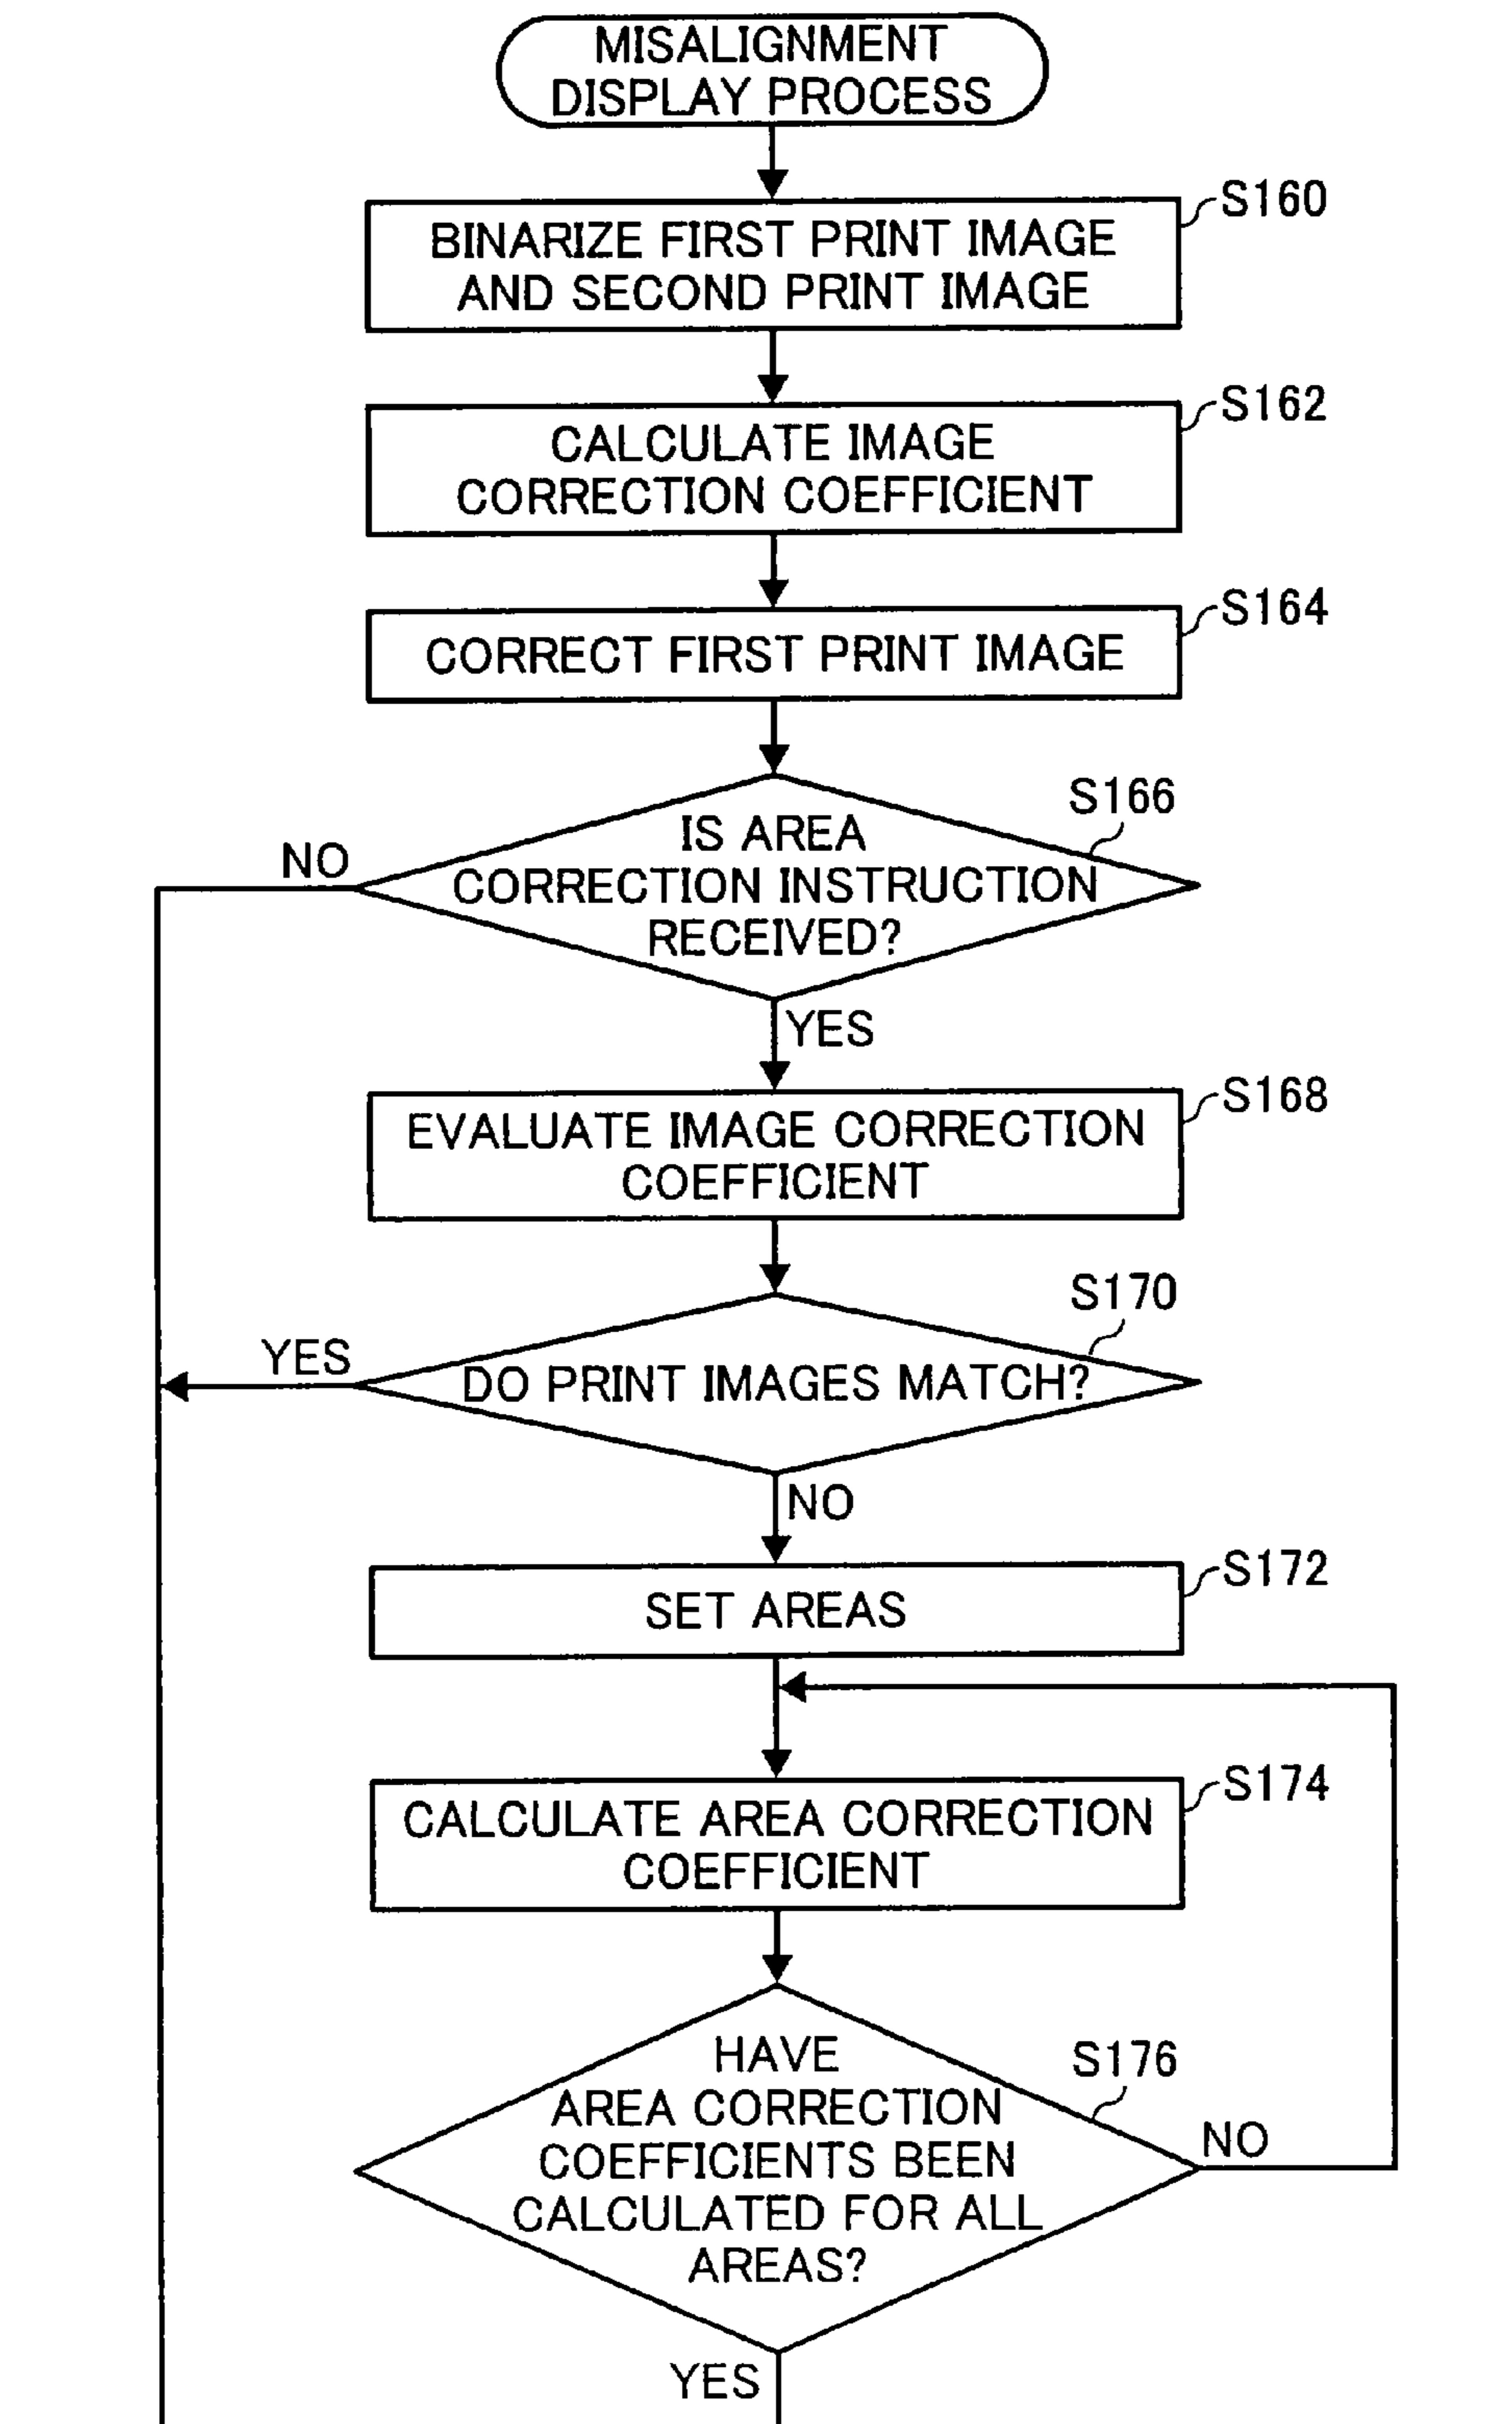 MISALIGNMENT
DISPLAY PROCESS
S160
BINARIZE FIRST PRINT IMAGE
AND SECOND PRINT IMAGE
S162
CALCULATE IMAGE
CORRECTION COEFFICIENT
S164
CORRECT FIRST PRINT IMAGE
S166
NO
IS AREA
CORRECTION INSTRUCTION
RECEIVED?
YES
S168
EVALUATE IMAGE CORRECTION
COEFFICIENT
S170
YES
DO PRINT IMAGES MATCH?
NO
S172
SET AREAS
S174
CALCULATE AREA CORRECTION
COEFFICIENT
S176
HAVE
AREA CORRECTION
COEFFICIENTS BEEN
CALCULATED FOR ALL
AREAS?
NO
YES